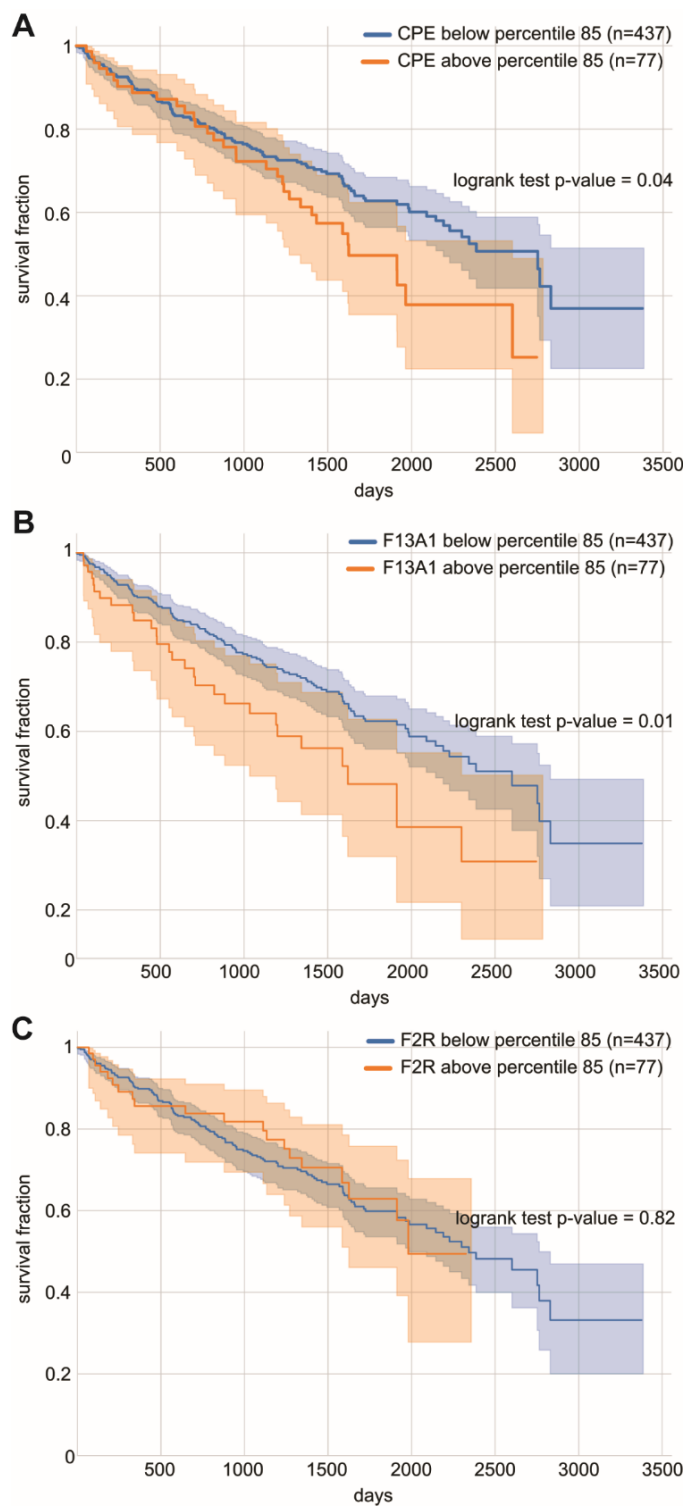 A
CPE below percentile 85 (n=437)
CPE above percentile 85 (n=77)
1
0.8
0.6
0.4
0.2
0
survival fraction
logrank test p-value = 0.04
500 1000 1500 2000 2500 3000 3500
days
B
F13A1 below percentile 85 (n=437)
F13A1 above percentile 85 (n=77)
1
0.8
0.6
0.4
0.2
0
survival fraction
logrank test p-value = 0.01
500 1000 1500 2000 2500 3000 3500
days
C
F2R below percentile 85 (n=437)
F2R above percentile 85 (n=77)
1
0.8
0.6
0.4
0.2
0
survival fraction
logrank test p-value = 0.82
500 1000 1500 2000 2500 3000 3500
days